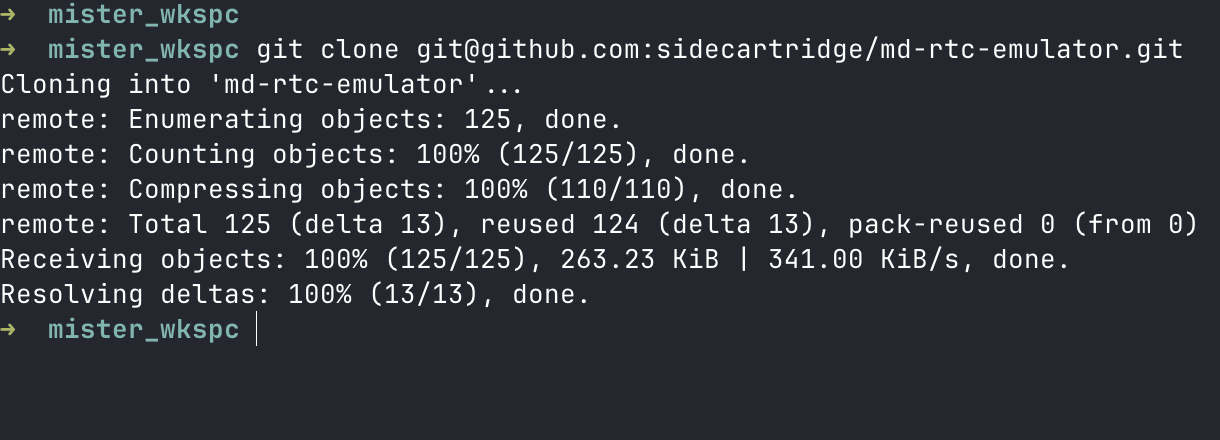 →  mister_wkspc
→  mister_wkspc git clone git@github.com:sidecartridge/md-rtc-emulator.git
Cloning into 'md-rtc-emulator'...
remote: Enumerating objects: 125, done.
remote: Counting objects: 100% (125/125), done.
remote: Compressing objects: 100% (110/110), done.
remote: Total 125 (delta 13), reused 124 (delta 13), pack-reused 0 (from 0)
Receiving objects: 100% (125/125), 263.23 KiB | 341.00 KiB/s, done.
Resolving deltas: 100% (13/13), done.
→  mister_wkspc